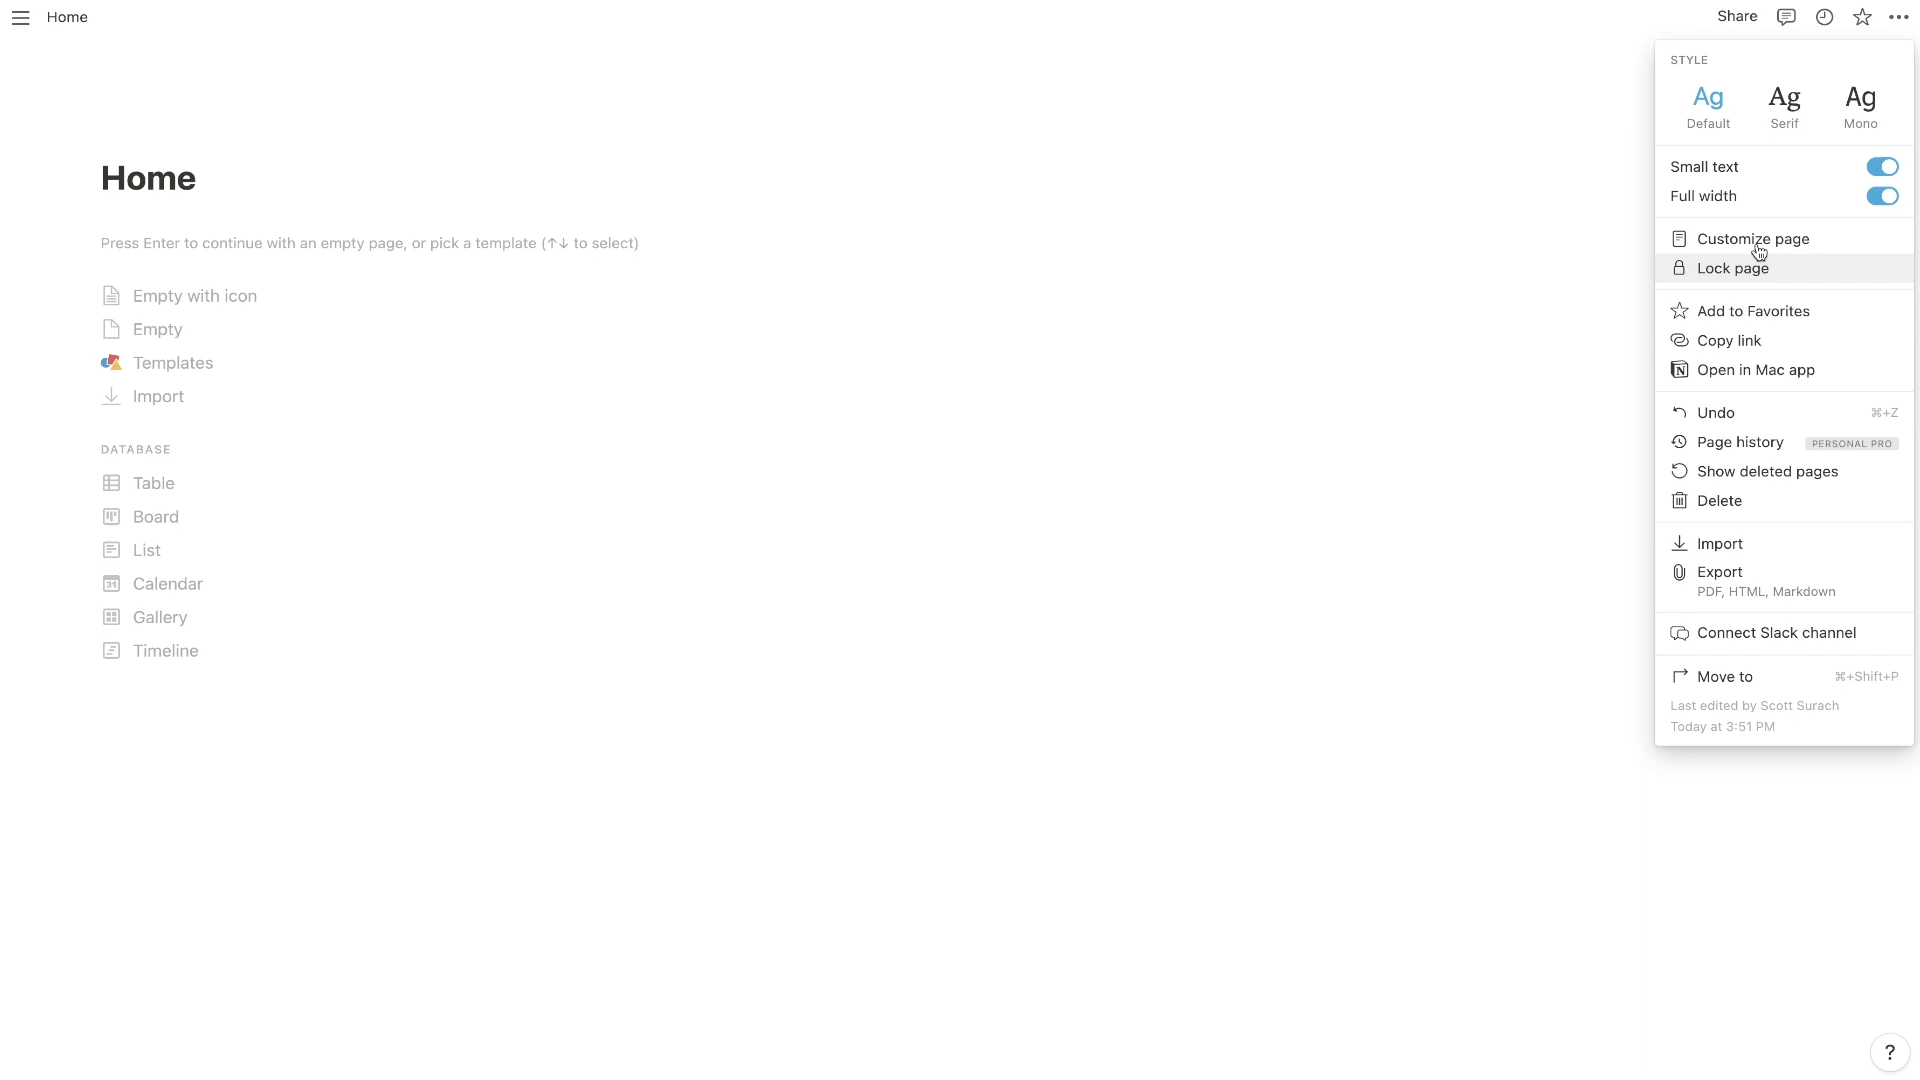 Home
Share
STYLE
Ag Ag Ag
Default Serif Mono
Small text
Full width
Customize page
Lock page
Add to Favorites
Copy link
Open in Mac app
Undo ⌘+Z
Page history PERSONAL PRO
Show deleted pages
Delete
Import
Export
PDF, HTML, Markdown
Connect Slack channel
Move to ⌘+Shift+P
Last edited by Scott Surach
Today at 3:51 PM
Home
Press Enter to continue with an empty page, or pick a template (↑↓ to select)
Empty with icon
Empty
Templates
Import
DATABASE
Table
Board
List
31 Calendar
Gallery
Timeline
?